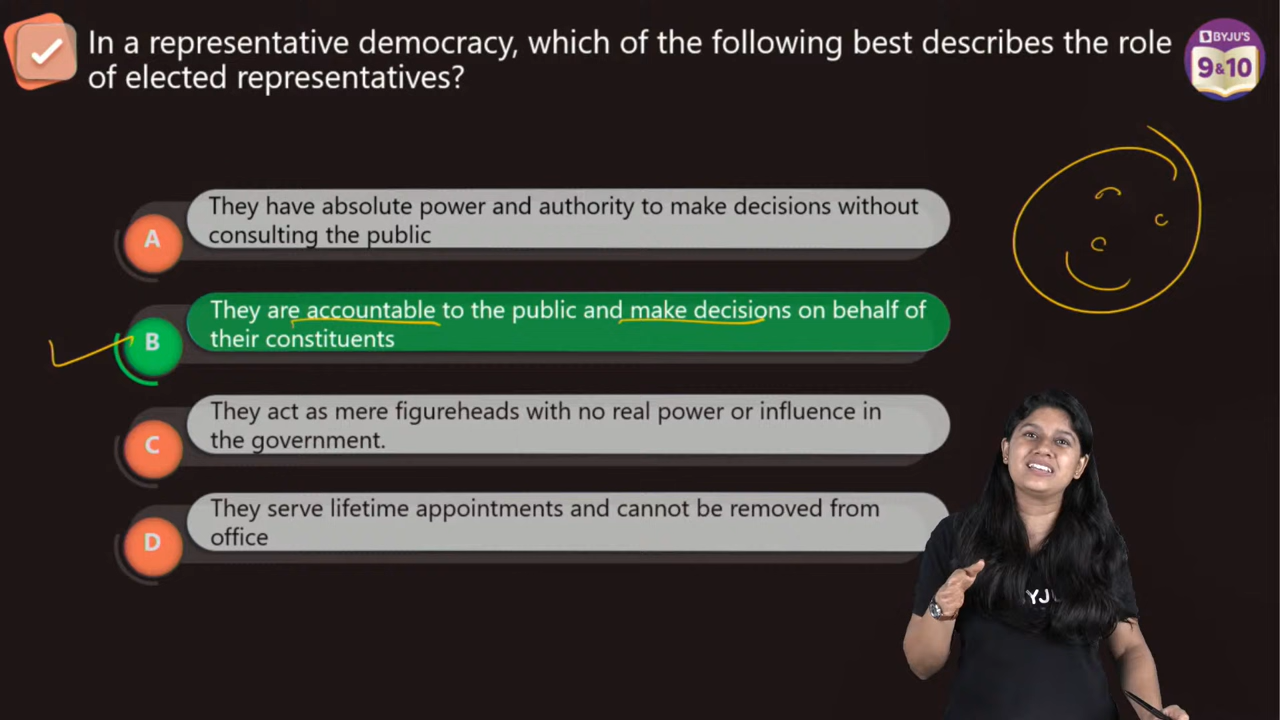 In a representative democracy, which of the following best describes the role
of elected representatives?
BYJU'S
9&10
A
They have absolute power and authority to make decisions without
consulting the public
B
They are accountable to the public and make decisions on behalf of
their constituents
C
They act as mere figureheads with no real power or influence in
the government.
D
They serve lifetime appointments and cannot be removed from
office